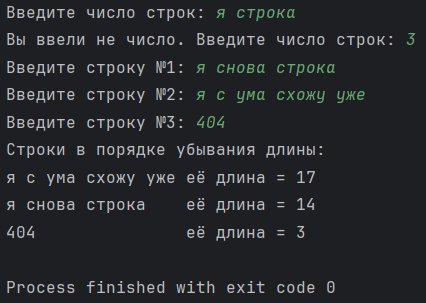 Введите число строк: я строка
Вы ввели не число. Введите число строк: 3
Введите строку №1: я снова строка
Введите строку №2: я с ума схожу уже
Введите строку №3: 404
Строки в порядке убывания длины:
я с ума схожу уже её длина = 17
я снова строка    её длина = 14
404               её длина = 3
Process finished with exit code 0